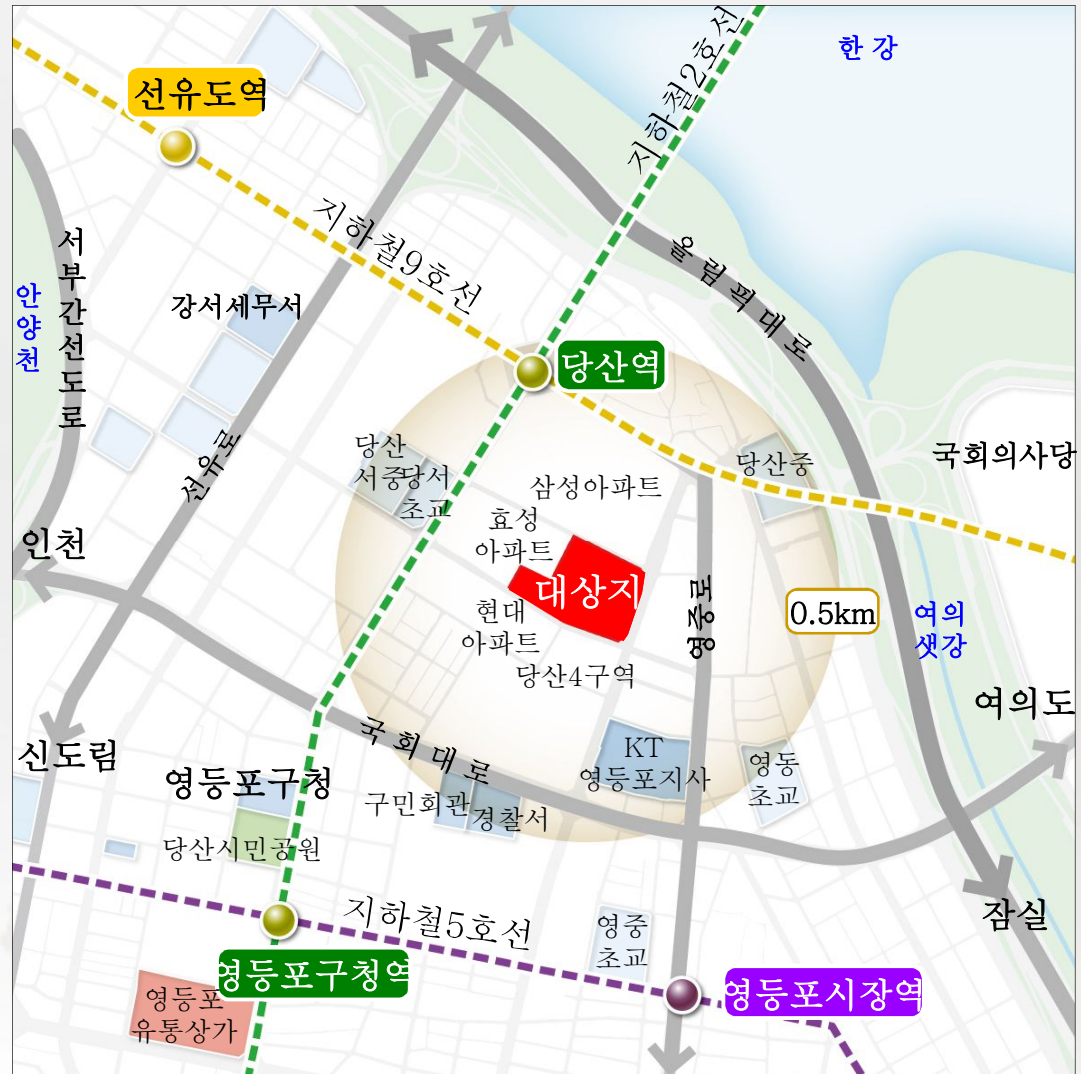 한 강
선유도역
지하철2호선
지하철9호선
서부간선도로
안양천
강서세무서
올림픽대로
당산역
선유로
당산
서중
당서
초교
당산중
국회의사당
삼성아파트
효성
아파트
대상지
인천
현대
아파트
0.5km
여의
샛강
영중로
당산4구역
여의도
국회대로
신도림
KT
영등포지사
영동
초교
영등포구청
구민회관
경찰서
당산시민공원
지하철5호선
영중
초교
잠실
영등포구청역
영등포시장역
영등포
유통상가